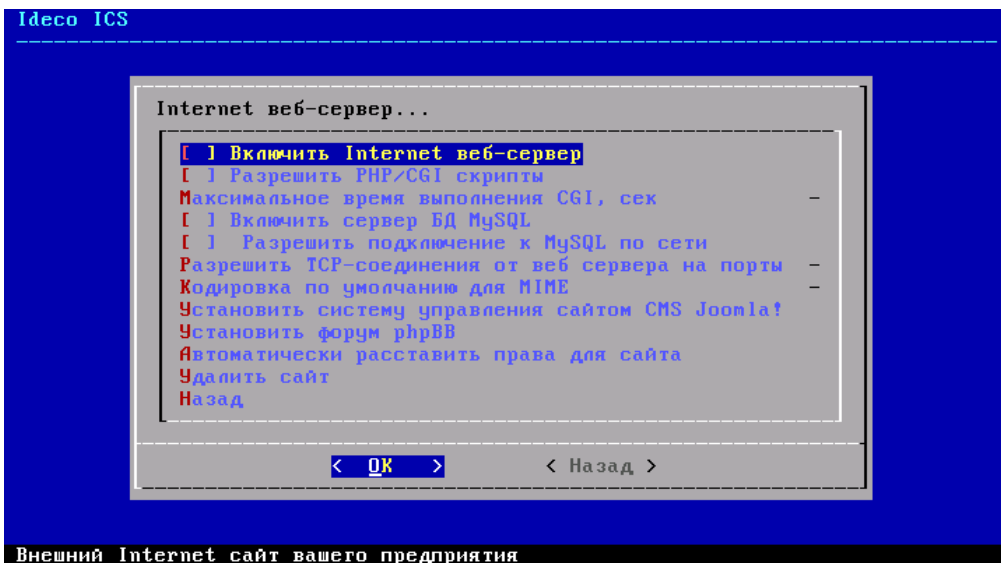 Ideco ICS
Internet веб-сервер...
[ ] Включить Internet веб-сервер
[ ] Разрешить PHP/CGI скрипты
Максимальное время выполнения CGI, сек –
[ ] Включить сервер БД MySQL
[ ] Разрешить подключение к MySQL по сети
Разрешить TCP-соединения от веб сервера на порты –
Кодировка по умолчанию для MIME –
Установить систему управления сайтом CMS Joomla!
Установить форум phpBB
Автоматически расставить права для сайта
Удалить сайт
Назад
< OK > < Назад >
Внешний Internet сайт вашего предприятия